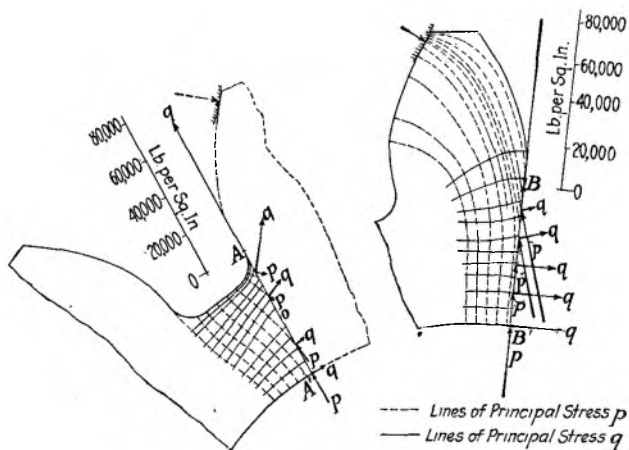 80,000
60,000
40,000
20,000
0
Lb. per Sq. In.
q
q
A
p
q
p
o
q
p
A'
q
p
80,000
60,000
40,000
20,000
0
Lb. per Sq. In.
B
q
q
p
q
p
q
p
B'
q
p
Lines of Principal Stress p
Lines of Principal Stress q